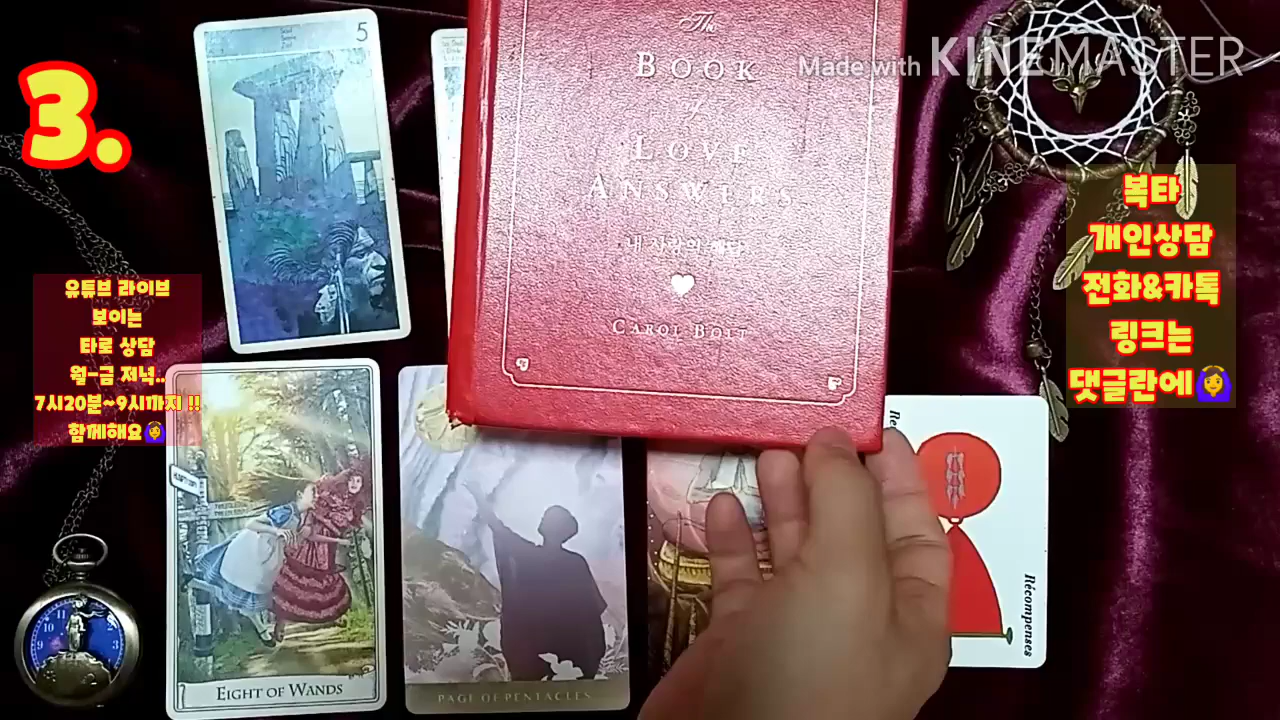 3.
5
Made with KINEMASTER
The
BOOK
of
LOVE
ANSWERS
내 사랑의 해답
CAROL BOLT
유튜브 라이브
보이는
타로 상담
월-금 저녁..
7시20분~9시까지 !!
함께해요🙆‍♀️
복타
개인상담
전화&카톡
링크는
댓글란에🙆‍♀️
EIGHT OF WANDS
PAGE OF PENTACLES
Récompenses